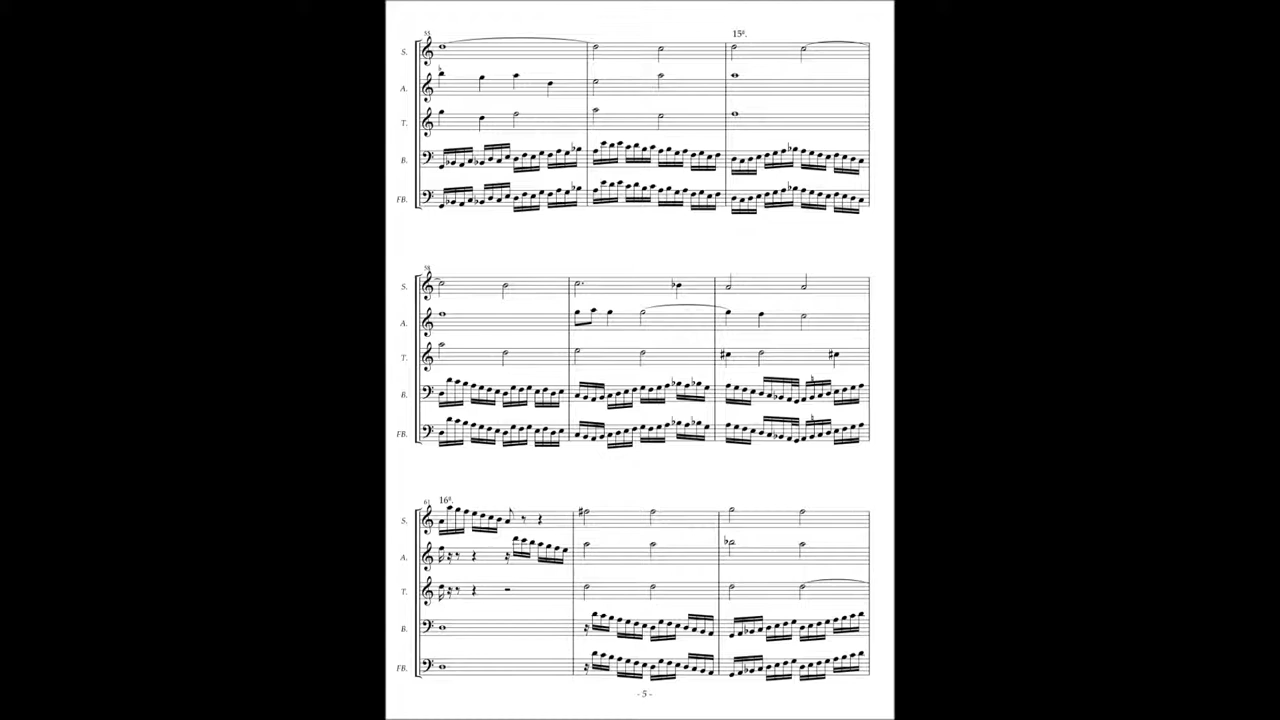 55
15ª.
S.
A.
T.
B.
FB.
58
S.
A.
T.
B.
FB.
61
16ª.
S.
A.
T.
B.
FB.
- 5 -